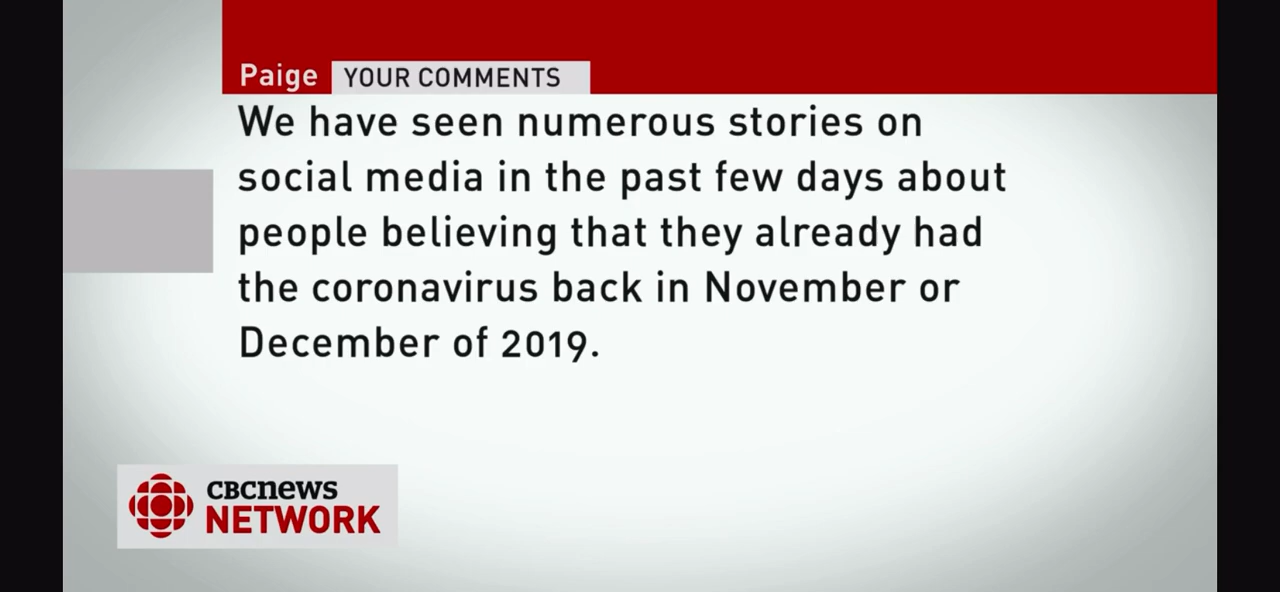 Paige YOUR COMMENTS
We have seen numerous stories on
social media in the past few days about
people believing that they already had
the coronavirus back in November or
December of 2019.
CBCnews
NETWORK